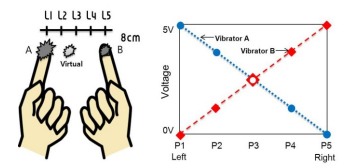 L1 L2 L3 L4 L5
8cm
A
B
Virtual
5V
0V
Voltage
Vibrator A
Vibrator B
P1 P2 P3 P4 P5
Left Right